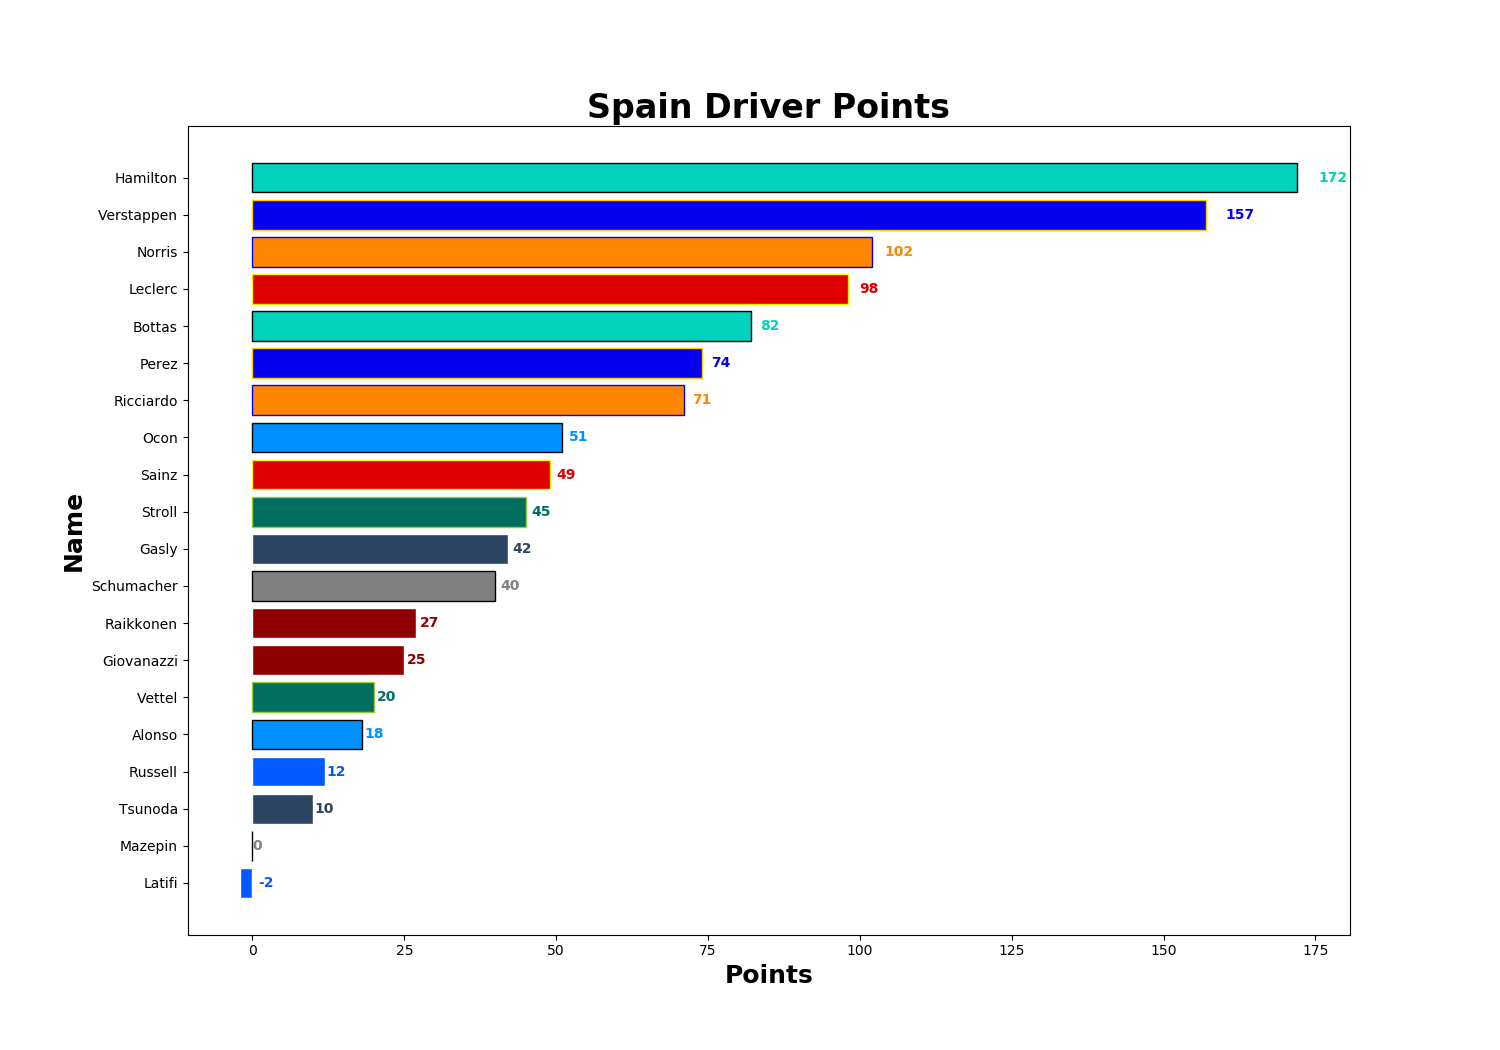 Spain Driver Points
Hamilton 172
Verstappen 157
Norris 102
Leclerc 98
Bottas 82
Perez 74
Ricciardo 71
Ocon 51
Sainz 49
Stroll 45
Gasly 42
Schumacher 40
Raikkonen 27
Giovanazzi 25
Vettel 20
Alonso 18
Russell 12
Tsunoda 10
Mazepin 0
Latifi -2
Name
0 25 50 75 100 125 150 175
Points